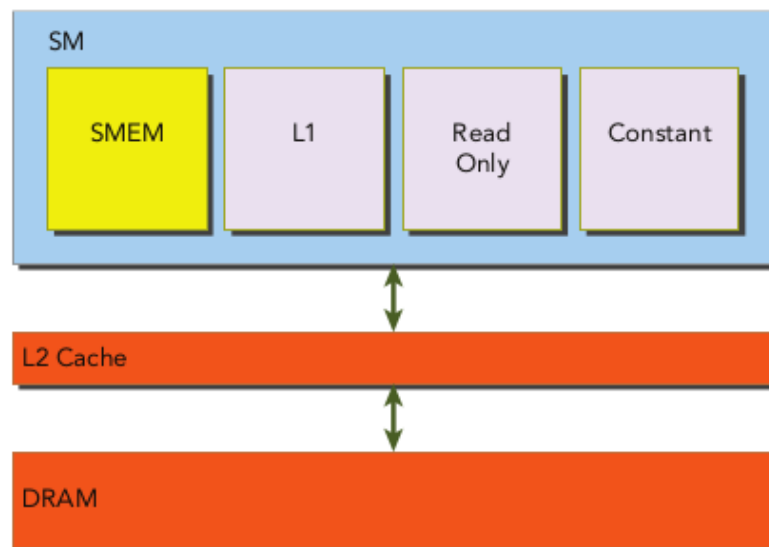 SM
SMEM
L1
Read
Only
Constant
L2 Cache
DRAM